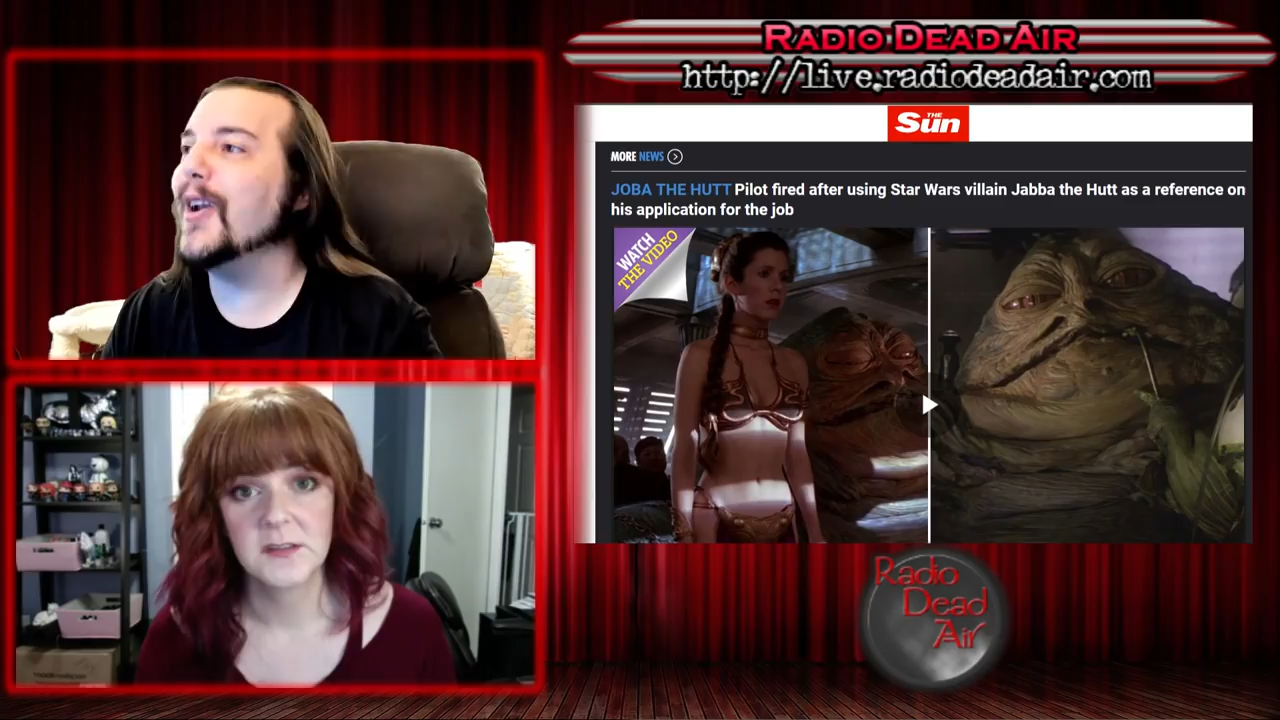 RADIO DEAD AIR
http://live.radiodeadair.com
THE
Sun
MORE NEWS
JOBA THE HUTT Pilot fired after using Star Wars villain Jabba the Hutt as a reference on
his application for the job
WATCH
THE VIDEO
Radio
Dead
Air